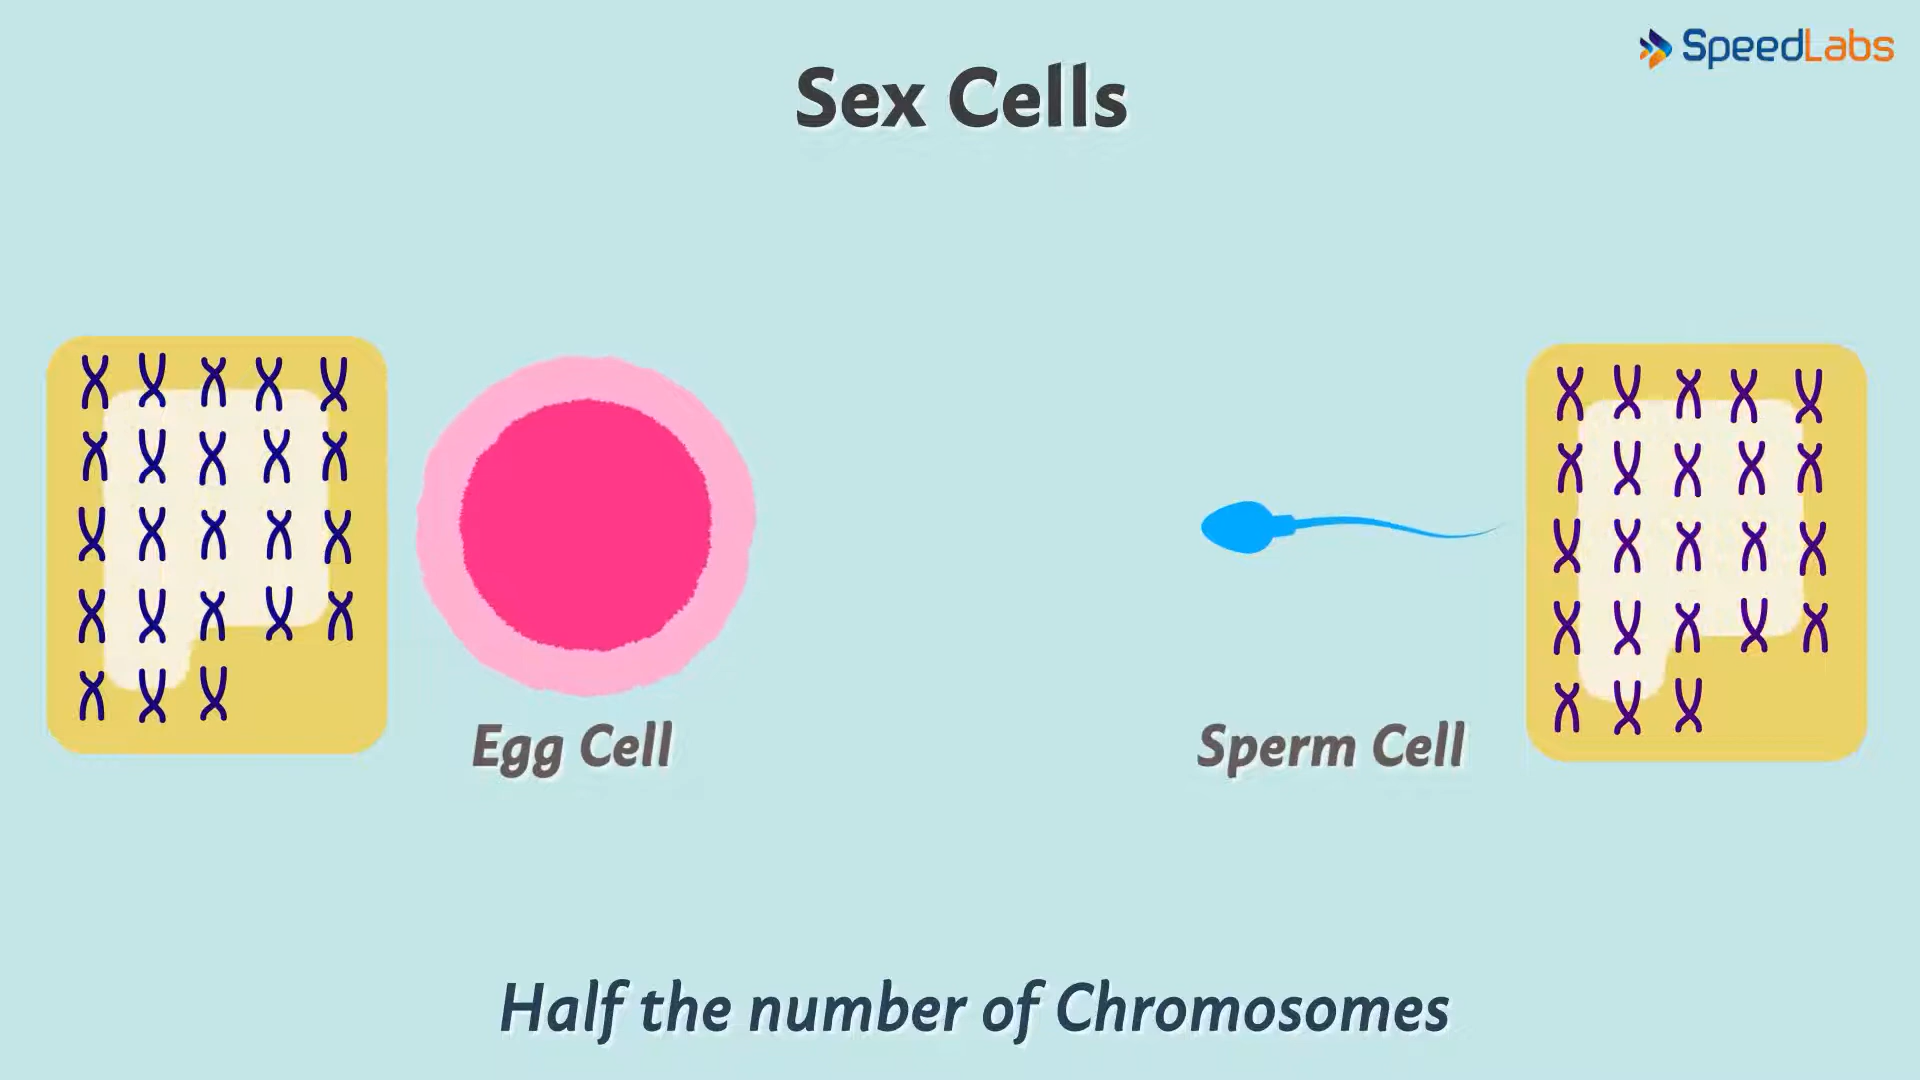 SpeedLabs
Sex Cells
Egg Cell
Sperm Cell
Half the number of Chromosomes